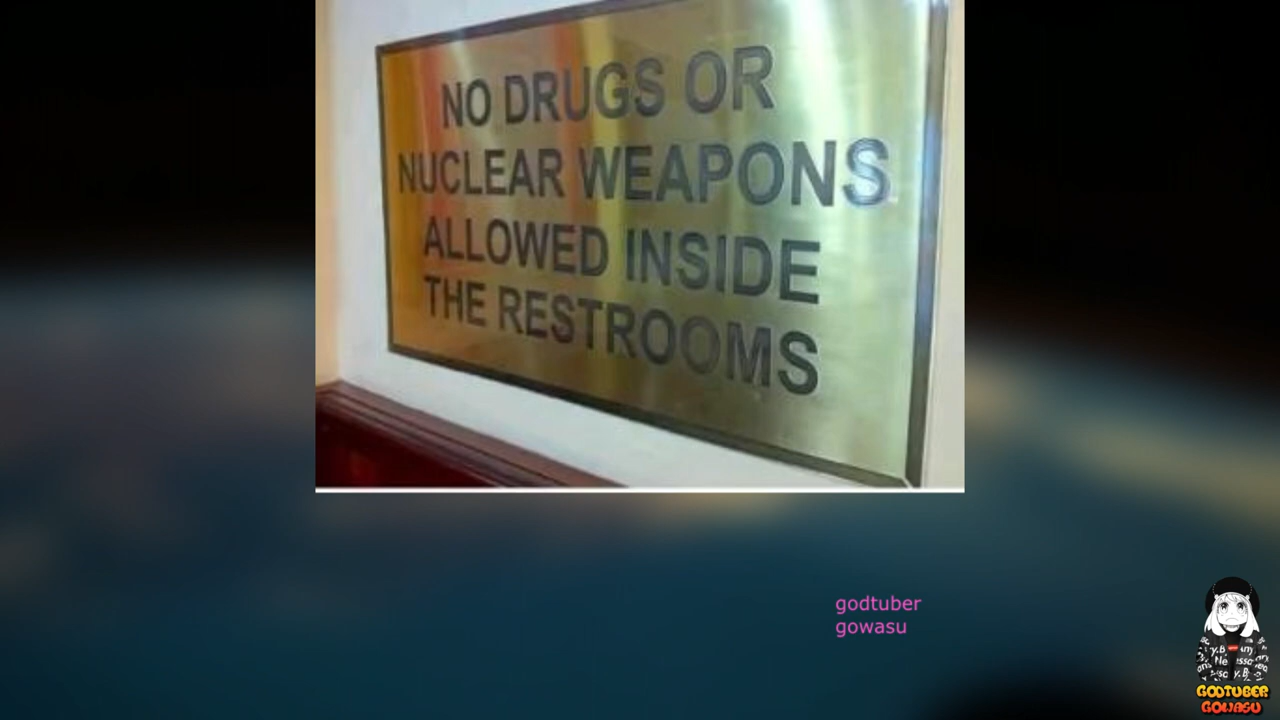 NO DRUGS OR
NUCLEAR WEAPONS
ALLOWED INSIDE
THE RESTROOMS
godtuber
gowasu
GODTUBER
GOWASU